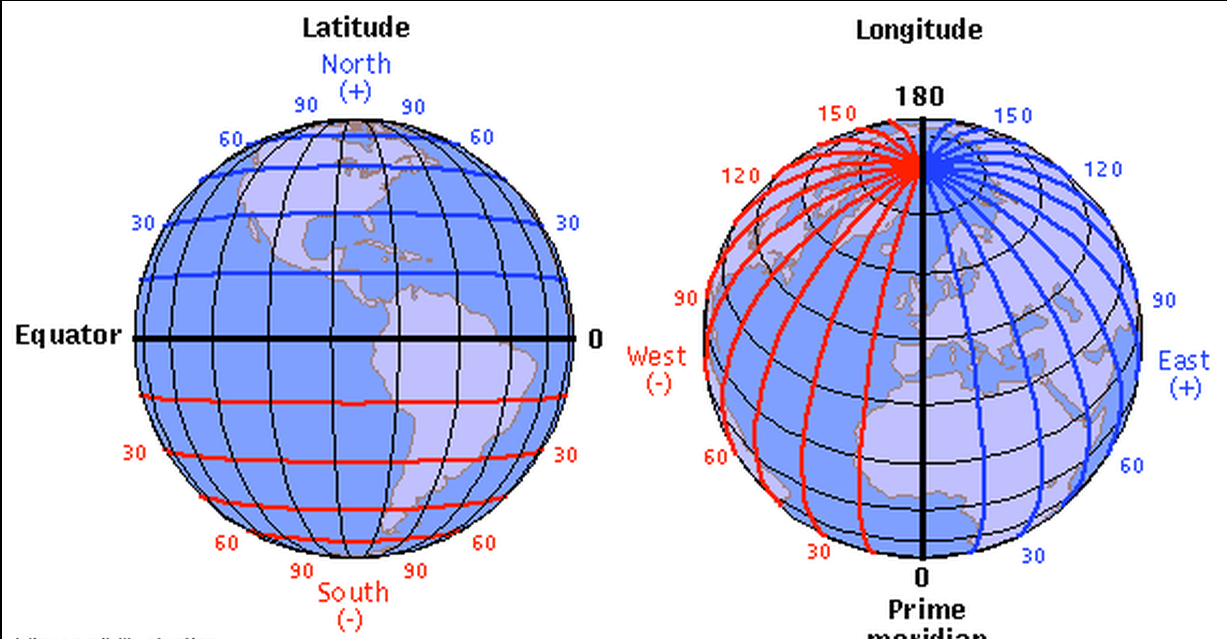 Latitude
North
(+)
90 90
60 60
30 30
Equator 0
30 30
60 60
90 90
South
(-)
Longitude
180
150 150
120 120
90 90
West
(-)
East
(+)
60 60
30 30
0
Prime
meridian